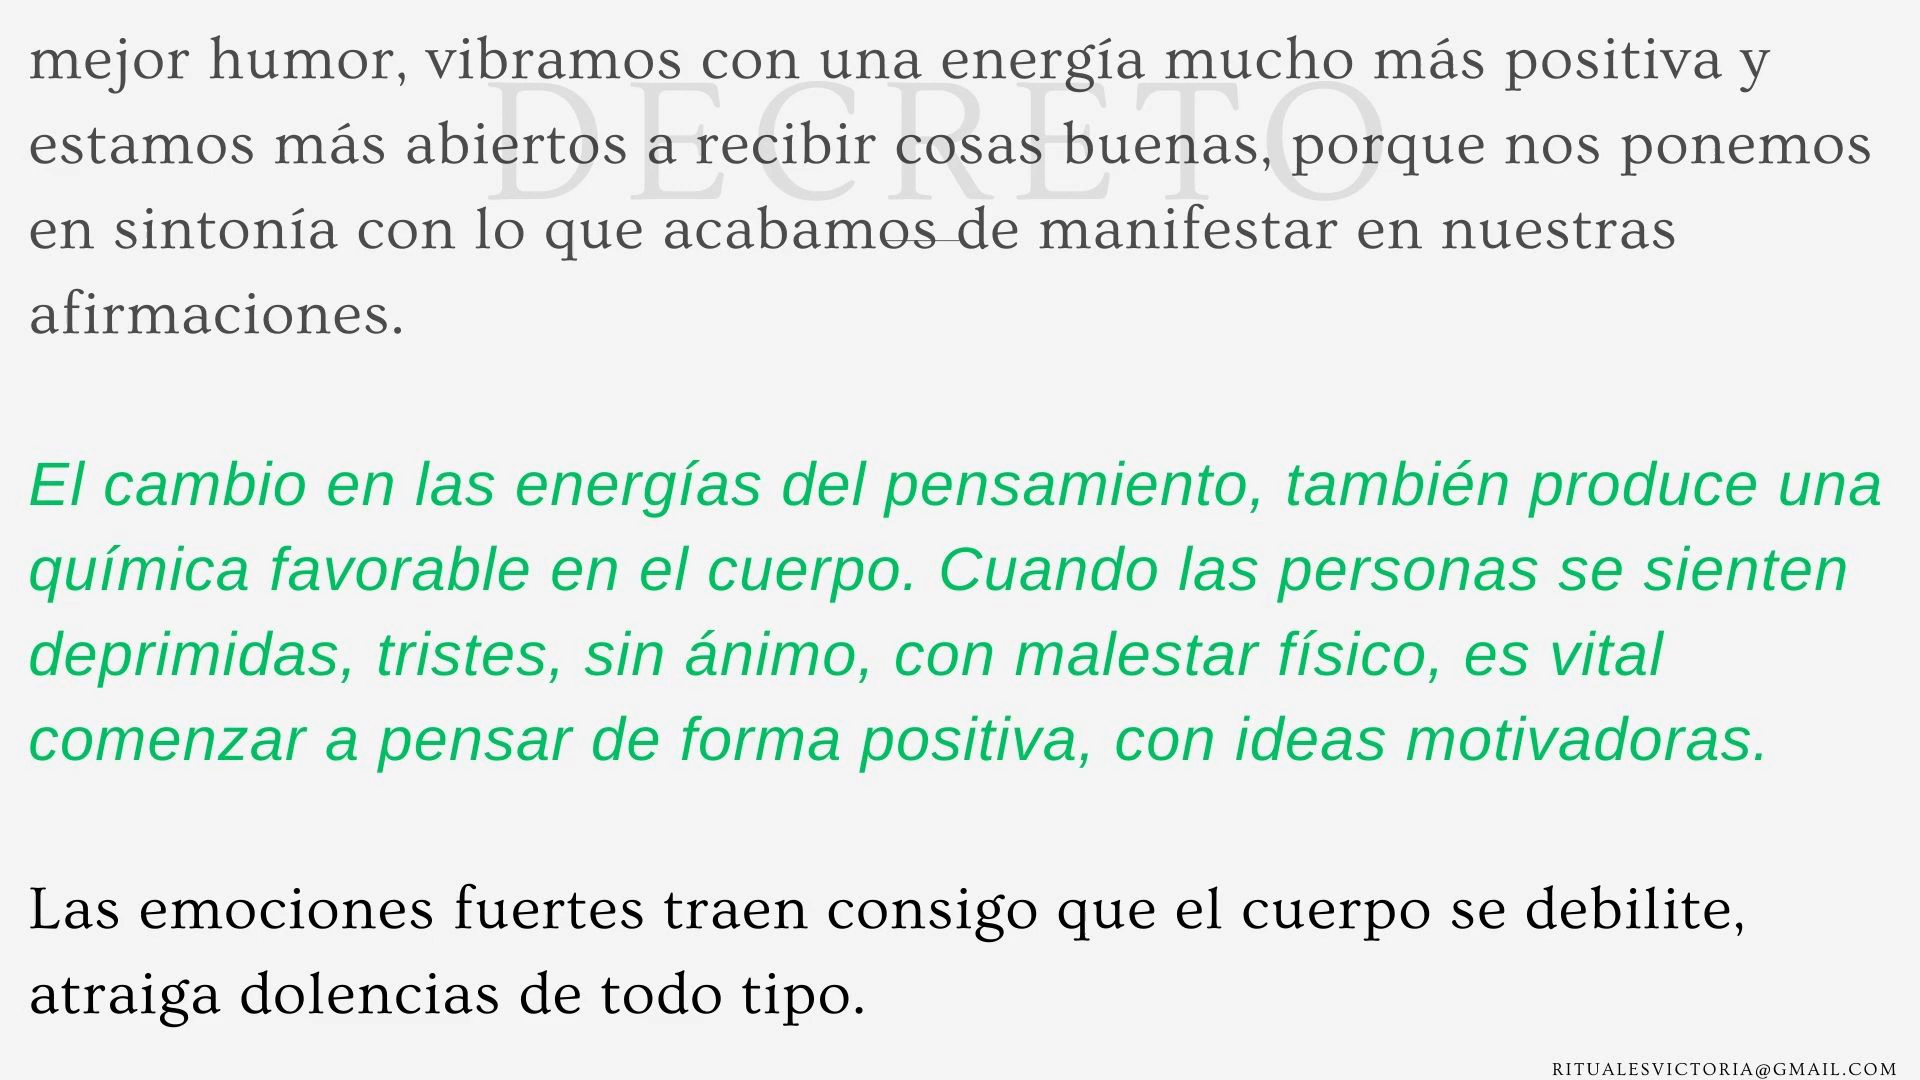 mejor humor, vibramos con una energía mucho más positiva y
DECRETO
estamos más abiertos a recibir cosas buenas, porque nos ponemos
en sintonía con lo que acabamos de manifestar en nuestras
afirmaciones.
El cambio en las energías del pensamiento, también produce una
química favorable en el cuerpo. Cuando las personas se sienten
deprimidas, tristes, sin ánimo, con malestar físico, es vital
comenzar a pensar de forma positiva, con ideas motivadoras.
Las emociones fuertes traen consigo que el cuerpo se debilite,
atraiga dolencias de todo tipo.
RITUALESVICTORIA@GMAIL.COM